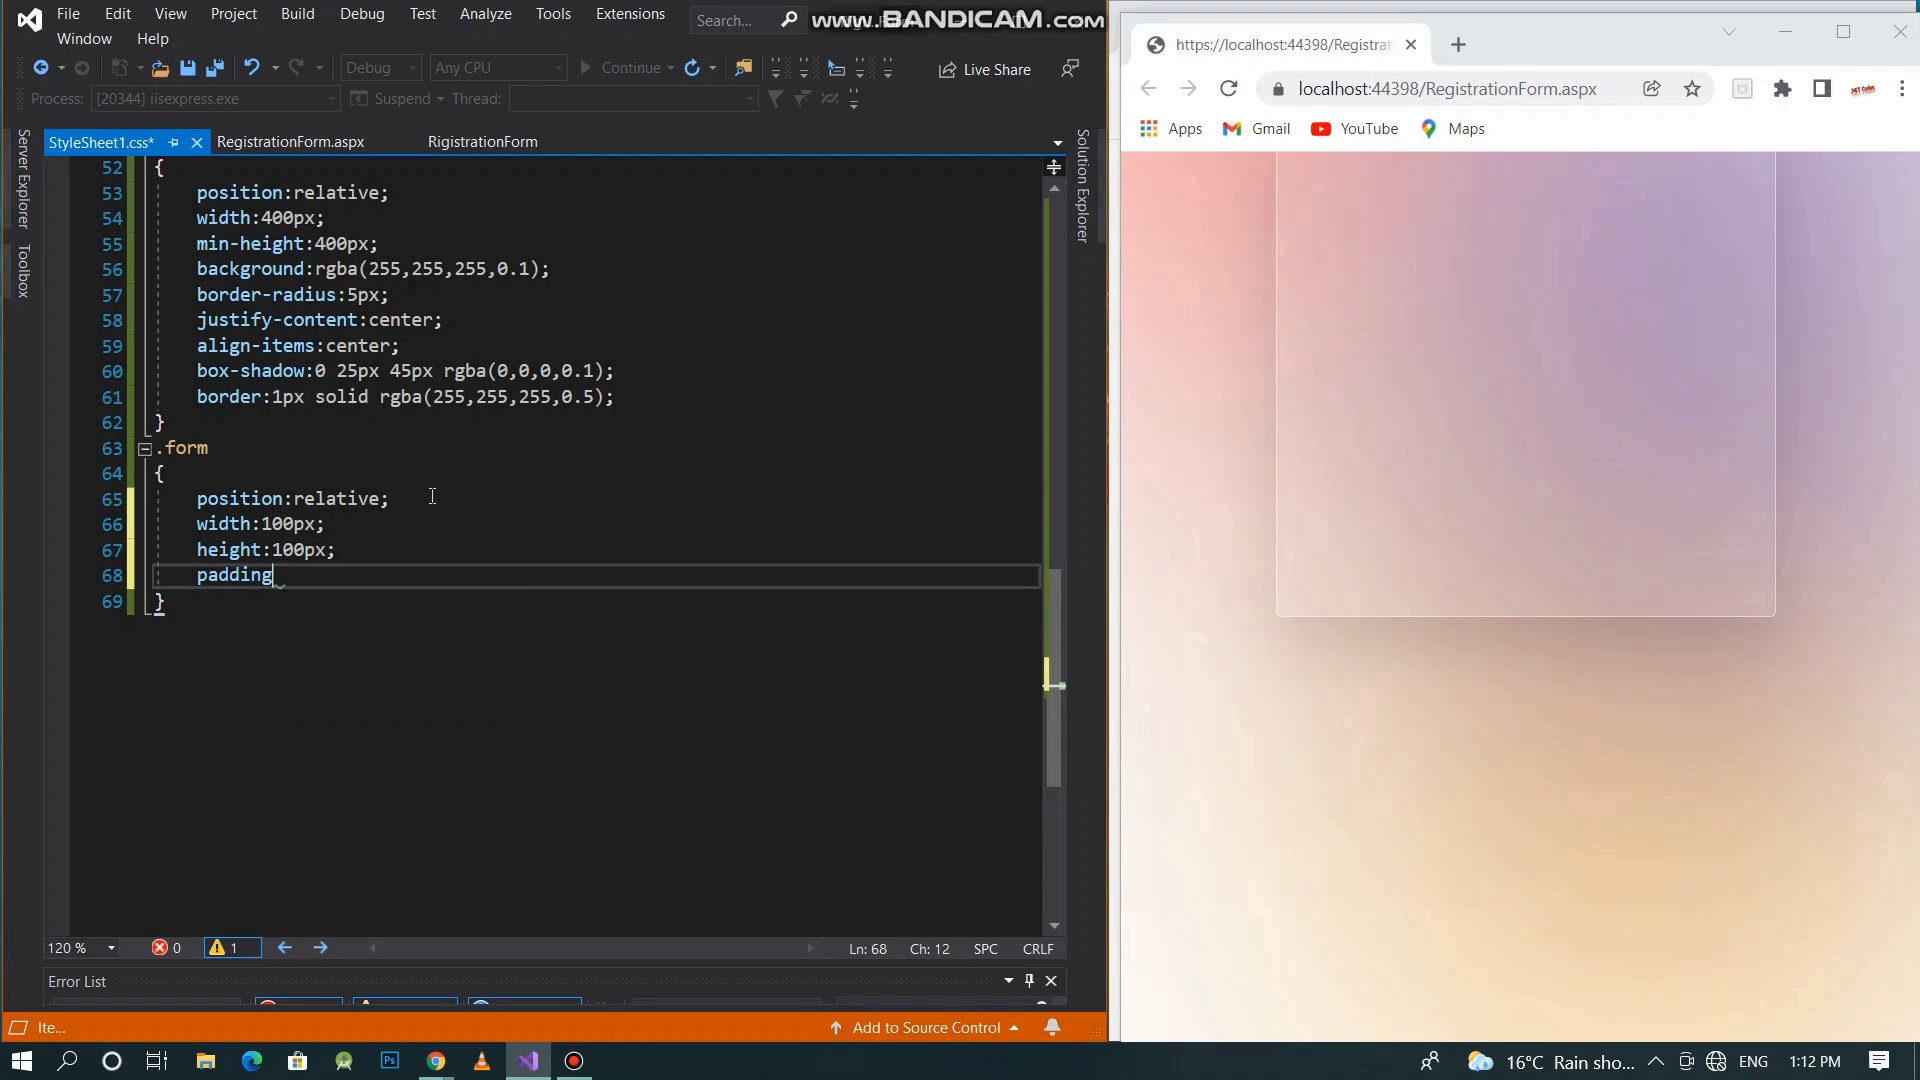 File Edit View Project Build Debug Test Analyze Tools Extensions
Search...
www.BANDICAM.com
Window Help
Debug Any CPU Continue Live Share
Process: [20344] iisexpress.exe Suspend Thread:
StyleSheet1.css* RegistrationForm.aspx RigistrationForm
Server Explorer
Toolbox
Solution Explorer
52 {
53 position:relative;
54 width:400px;
55 min-height:400px;
56 background:rgba(255,255,255,0.1);
57 border-radius:5px;
58 justify-content:center;
59 align-items:center;
60 box-shadow:0 25px 45px rgba(0,0,0,0.1);
61 border:1px solid rgba(255,255,255,0.5);
62 }
63 .form
64 {
65 position:relative;
66 width:100px;
67 height:100px;
68 padding
69 }
120 % 0 1 Ln: 68 Ch: 12 SPC CRLF
Error List
Ite... Add to Source Control
https://localhost:44398/Registrat
localhost:44398/RegistrationForm.aspx
Apps Gmail YouTube Maps
Ps
16°C Rain sho... ENG 1:12 PM